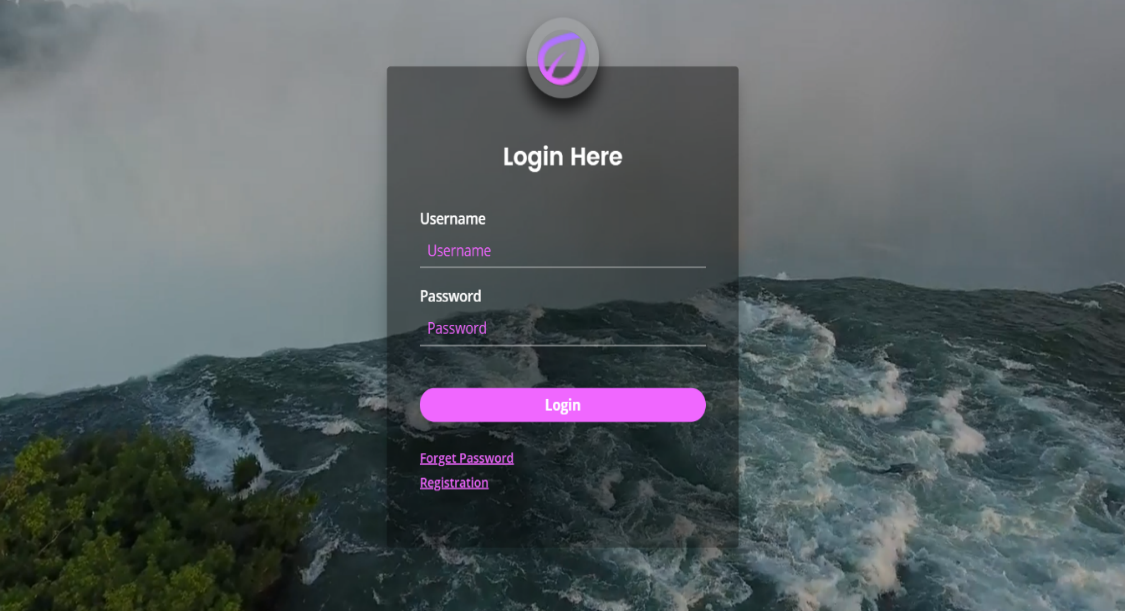 Login Here
Username
Username
Password
Password
Login
Forget Password
Registration